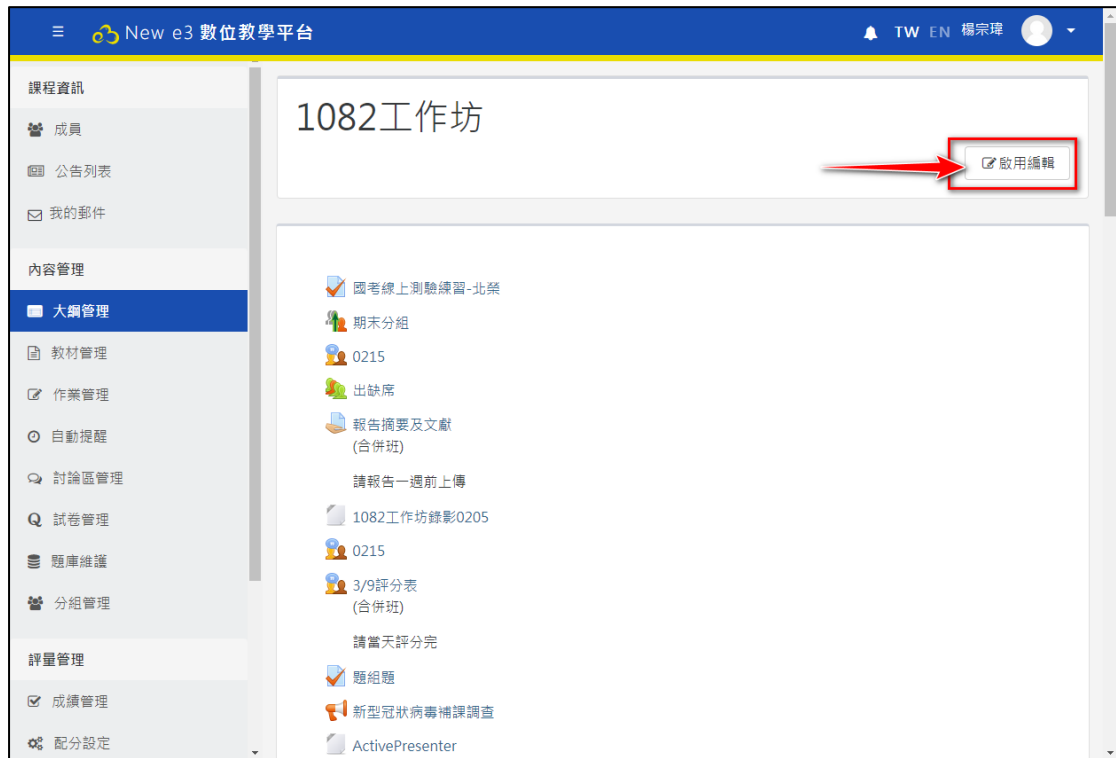 New e3 數位教學平台
TW EN 楊宗瑋
課程資訊
成員
公告列表
我的郵件
內容管理
大綱管理
教材管理
作業管理
自動提醒
討論區管理
試卷管理
題庫維護
分組管理
評量管理
成績管理
配分設定
1082工作坊
啟用編輯
國考線上測驗練習-北榮
期末分組
0215
出缺席
報告摘要及文獻
(合併班)
請報告一週前上傳
1082工作坊錄影0205
0215
3/9評分表
(合併班)
請當天評分完
題組題
新型冠狀病毒補課調查
ActivePresenter